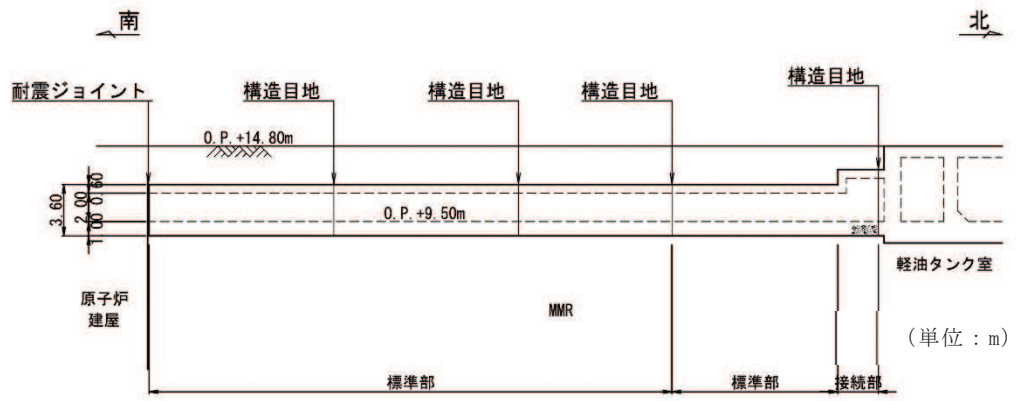 南
北
耐震ジョイント
構造目地
構造目地
構造目地
構造目地
O.P.+14.80m
0.60
2.00
1.00
3.60
O.P.+9.50m
軽油タンク室
原子炉
建屋
MMR
(単位:m)
標準部
標準部
接続部